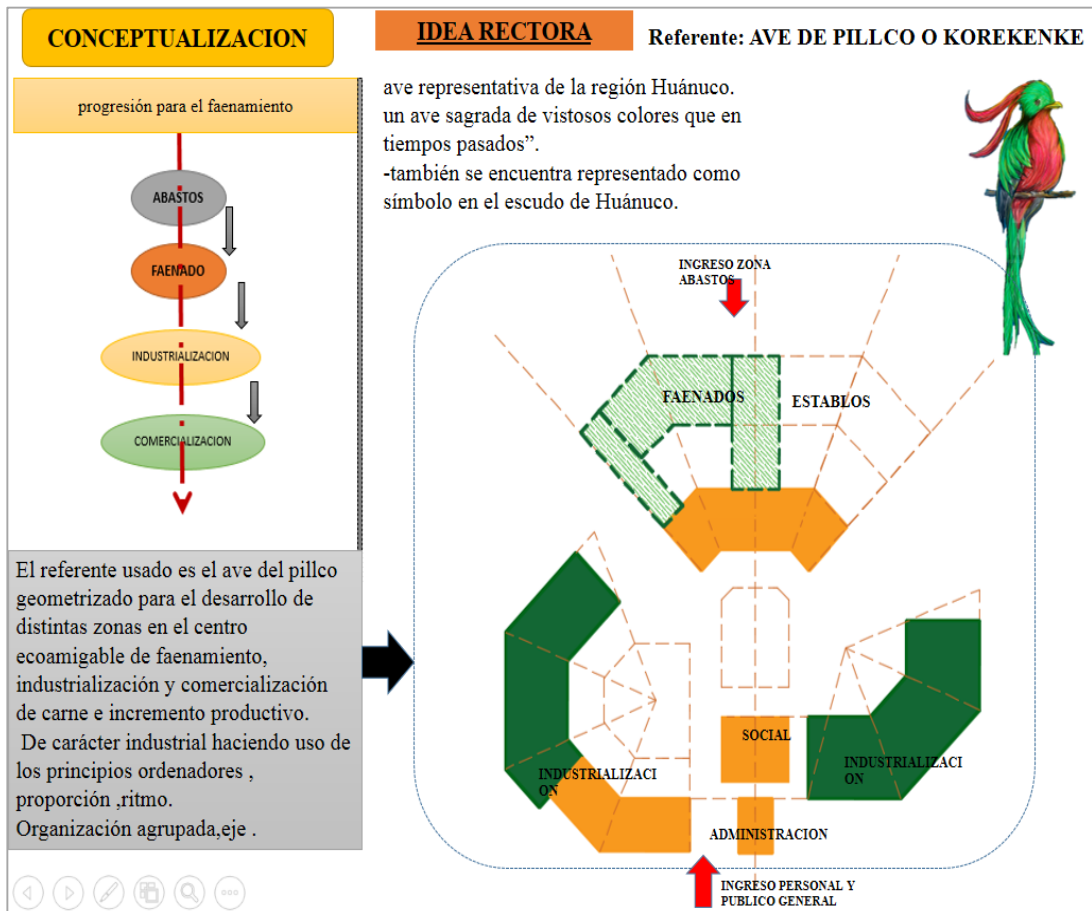 CONCEPTUALIZACION
progresión para el faenamiento
ABASTOS
FAENADO
INDUSTRIALIZACION
COMERCIALIZACION
El referente usado es el ave del pillco
geometrizado para el desarrollo de
distintas zonas en el centro
ecoamigable de faenamiento,
industrialización y comercialización
de carne e incremento productivo.
De carácter industrial haciendo uso de
los principios ordenadores ,
proporción ,ritmo.
Organización agrupada,eje .
IDEA RECTORA
Referente: AVE DE PILLCO O KOREKENKE
ave representativa de la región Huánuco.
un ave sagrada de vistosos colores que en
tiempos pasados”.
-también se encuentra representado como
símbolo en el escudo de Huánuco.
INGRESO ZONA
ABASTOS
FAENADOS
ESTABLOS
SOCIAL
INDUSTRIALIZACI
ON
INDUSTRIALIZACI
ON
ADMINISTRACION
INGRESO PERSONAL Y
PUBLICO GENERAL